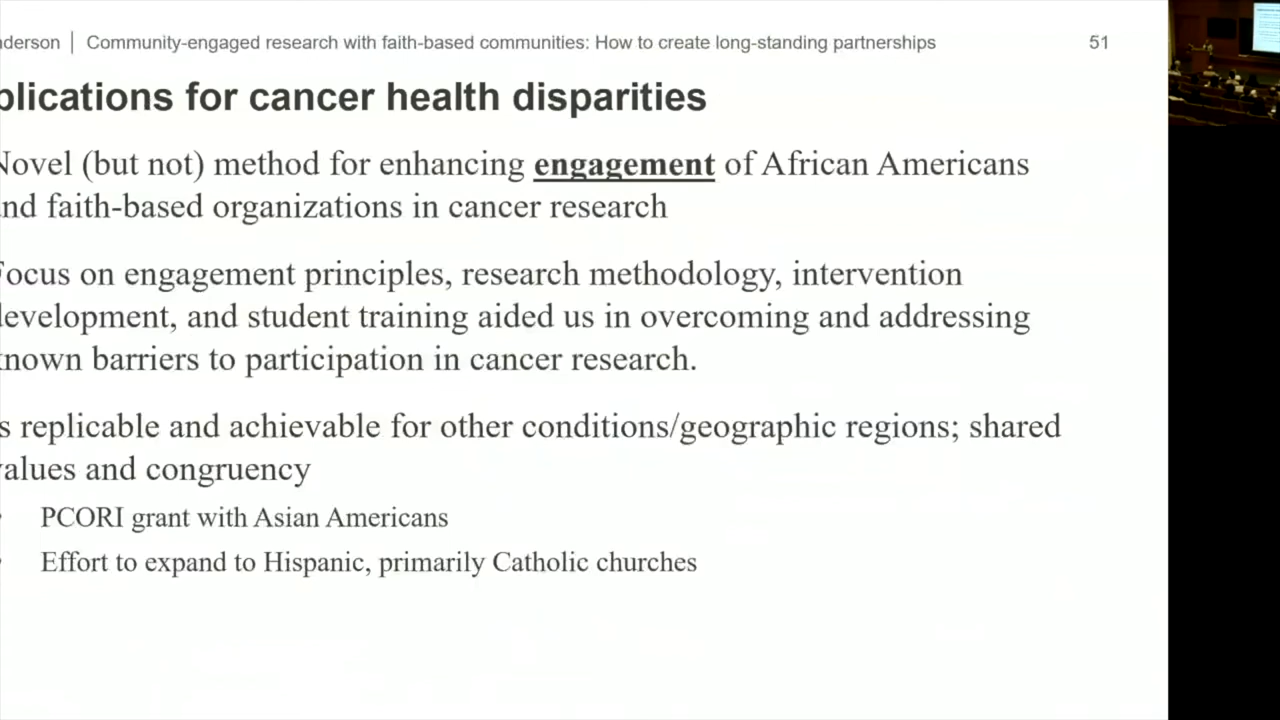 nderson | Community-engaged research with faith-based communities: How to create long-standing partnerships 51
plications for cancer health disparities
Novel (but not) method for enhancing engagement of African Americans
nd faith-based organizations in cancer research
Focus on engagement principles, research methodology, intervention
evelopment, and student training aided us in overcoming and addressing
nown barriers to participation in cancer research.
s replicable and achievable for other conditions/geographic regions; shared
values and congruency
PCORI grant with Asian Americans
Effort to expand to Hispanic, primarily Catholic churches